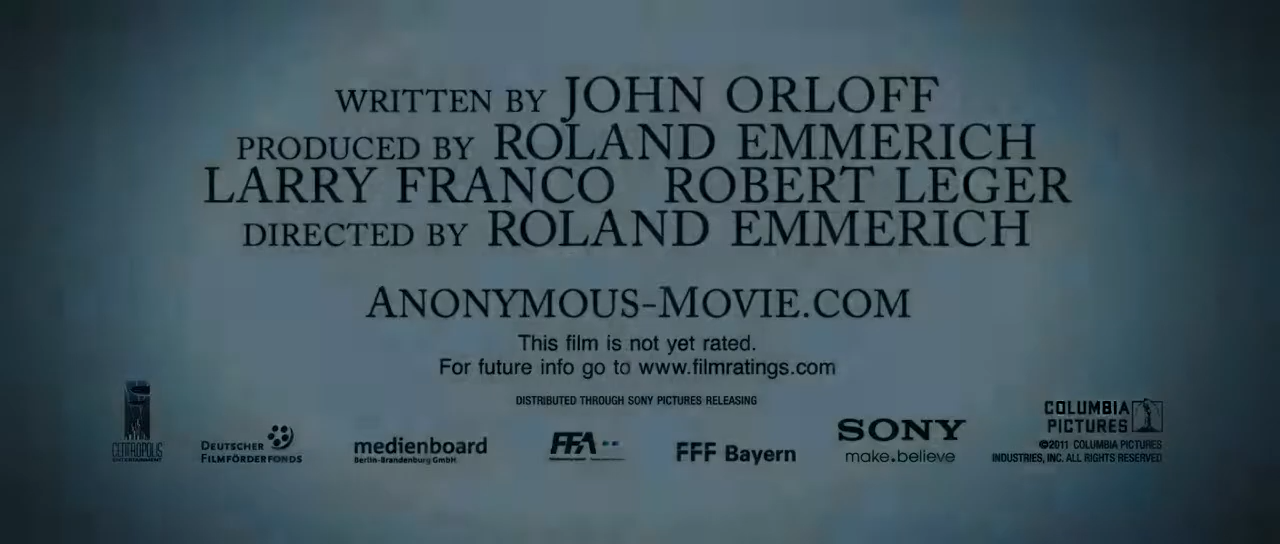 WRITTEN BY JOHN ORLOFF
PRODUCED BY ROLAND EMMERICH
LARRY FRANCO ROBERT LEGER
DIRECTED BY ROLAND EMMERICH
ANONYMOUS-MOVIE.COM
This film is not yet rated.
For future info go to www.filmratings.com
DISTRIBUTED THROUGH SONY PICTURES RELEASING
CENTROPOLIS
ENTERTAINMENT
DEUTSCHER
FILMFÖRDERFONDS
medienboard
Berlin-Brandenburg GmbH
FFA
FFF Bayern
SONY
make.believe
COLUMBIA
PICTURES
©2011 COLUMBIA PICTURES
INDUSTRIES, INC. ALL RIGHTS RESERVED